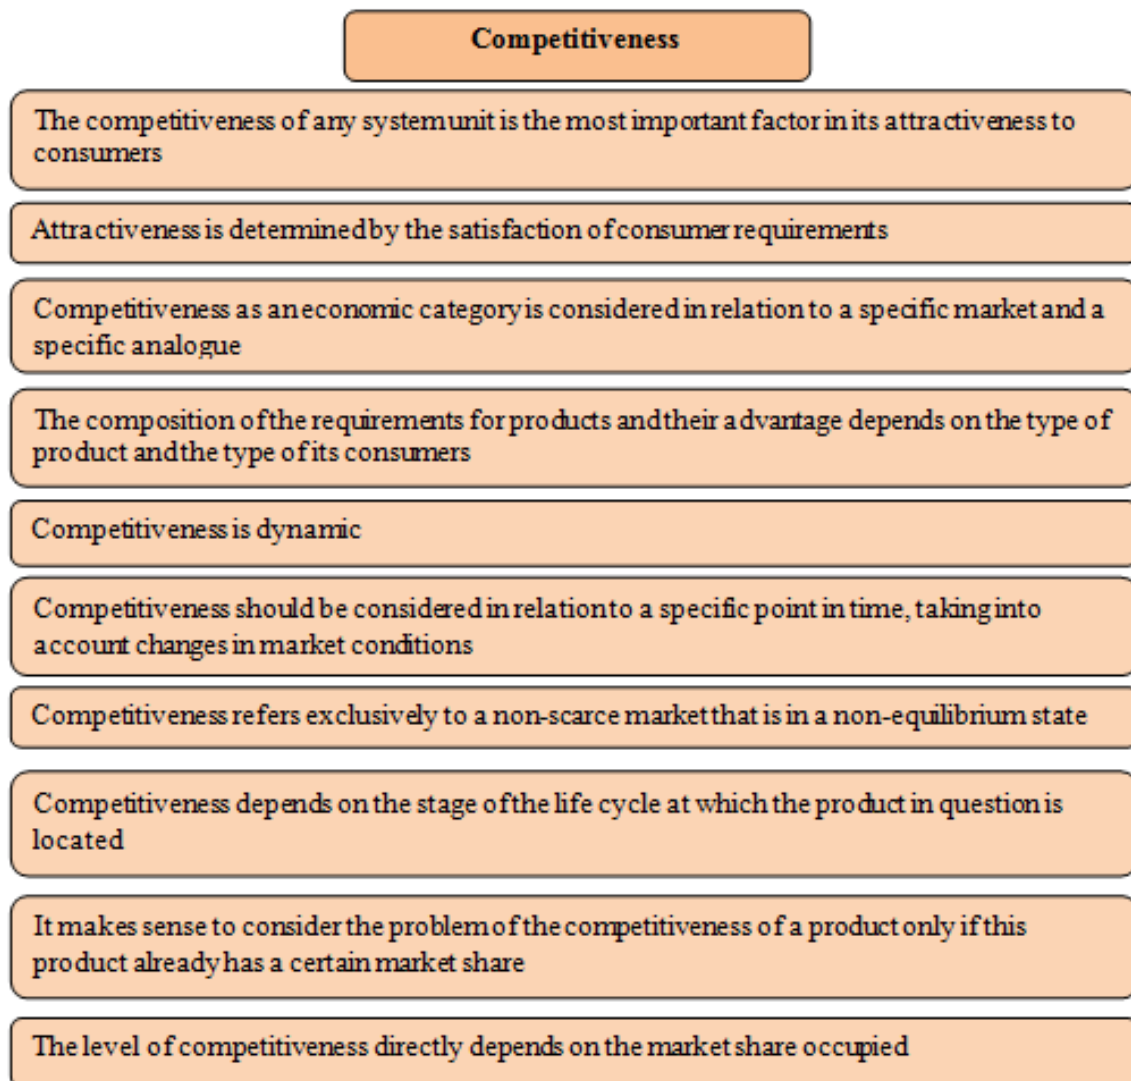 Competitiveness
The competitiveness of any system unit is the most important factor in its attractiveness to
consumers
Attractiveness is determined by the satisfaction of consumer requirements
Competitiveness as an economic category is considered in relation to a specific market and a
specific analogue
The composition of the requirements for products and their advantage depends on the type of
product and the type of its consumers
Competitiveness is dynamic
Competitiveness should be considered in relation to a specific point in time, taking into
account changes in market conditions
Competitiveness refers exclusively to a non-scarce market that is in a non-equilibrium state
Competitiveness depends on the stage of the life cycle at which the product in question is
located
It makes sense to consider the problem of the competitiveness of a product only if this
product already has a certain market share
The level of competitiveness directly depends on the market share occupied